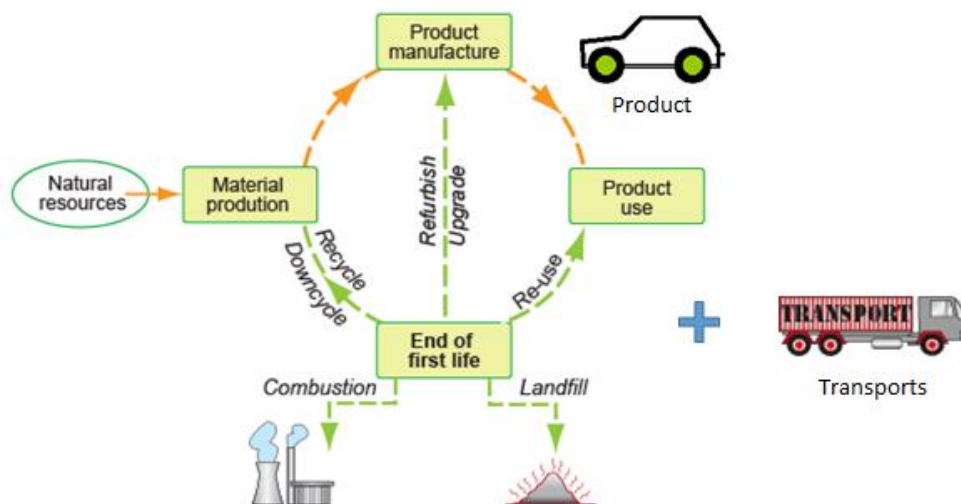 Product
manufacture
Product
Natural
resources
Material
prodution
Refurbish
Upgrade
Product
use
Recycle
Downcycle
Re-use
TRANSPORT
End of
first life
Combustion
Landfill
Transports